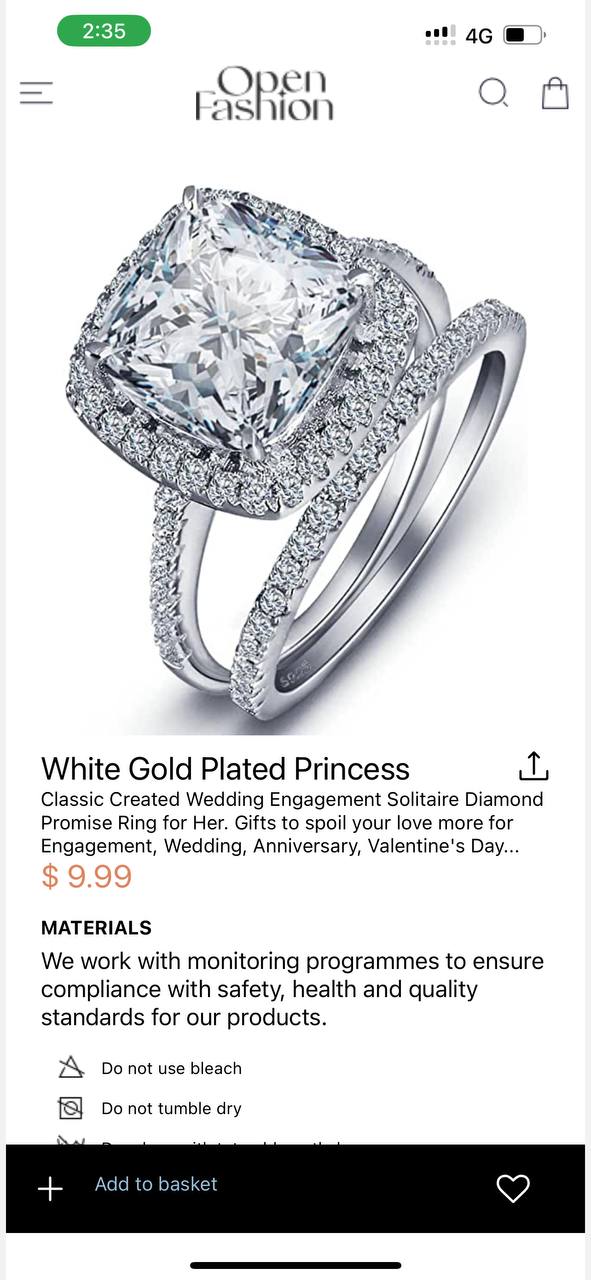 2:35
4G
Open
Fashion
White Gold Plated Princess
Classic Created Wedding Engagement Solitaire Diamond
Promise Ring for Her. Gifts to spoil your love more for
Engagement, Wedding, Anniversary, Valentine's Day...
$ 9.99
MATERIALS
We work with monitoring programmes to ensure
compliance with safety, health and quality
standards for our products.
Do not use bleach
Do not tumble dry
Add to basket